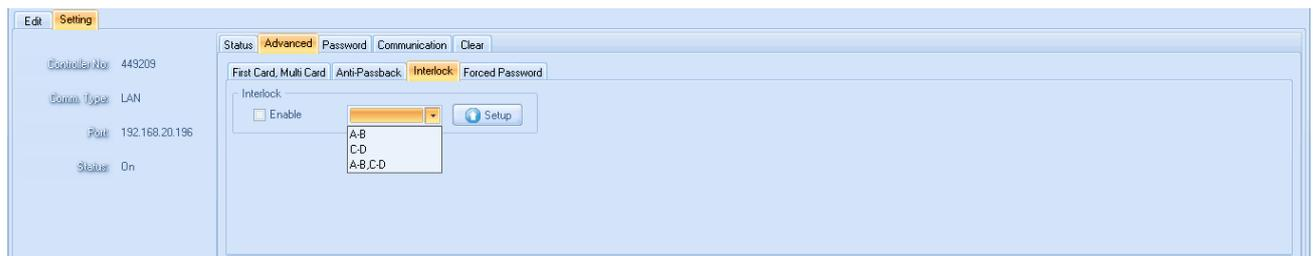 Edit Setting
Status Advanced Password Communication Clear
Controller No: 449209
First Card, Multi Card Anti-Passback Interlock Forced Password
Interlock
Comm. Type: LAN
Enable Setup
Port: 192.168.20.196
A-B
C-D
A-B,C-D
Status: On